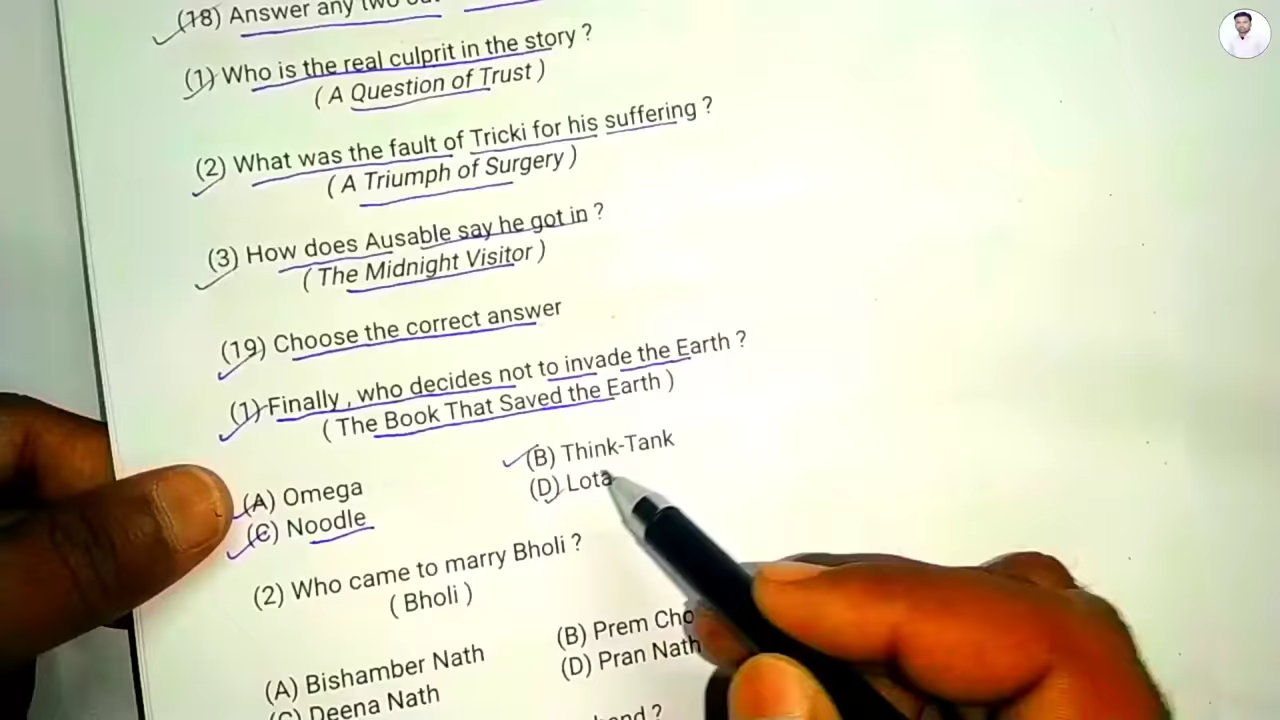 (18) Answer any two
(1) Who is the real culprit in the story ?
( A Question of Trust )
(2) What was the fault of Tricki for his suffering ?
( A Triumph of Surgery )
(3) How does Ausable say he got in ?
( The Midnight Visitor )
(19) Choose the correct answer
(1) Finally , who decides not to invade the Earth ?
( The Book That Saved the Earth )
(A) Omega
(B) Think-Tank
(C) Noodle
(D) Lota
(2) Who came to marry Bholi ?
( Bholi )
(A) Bishamber Nath
(B) Prem Cho
(C) Deena Nath
(D) Pran Nath